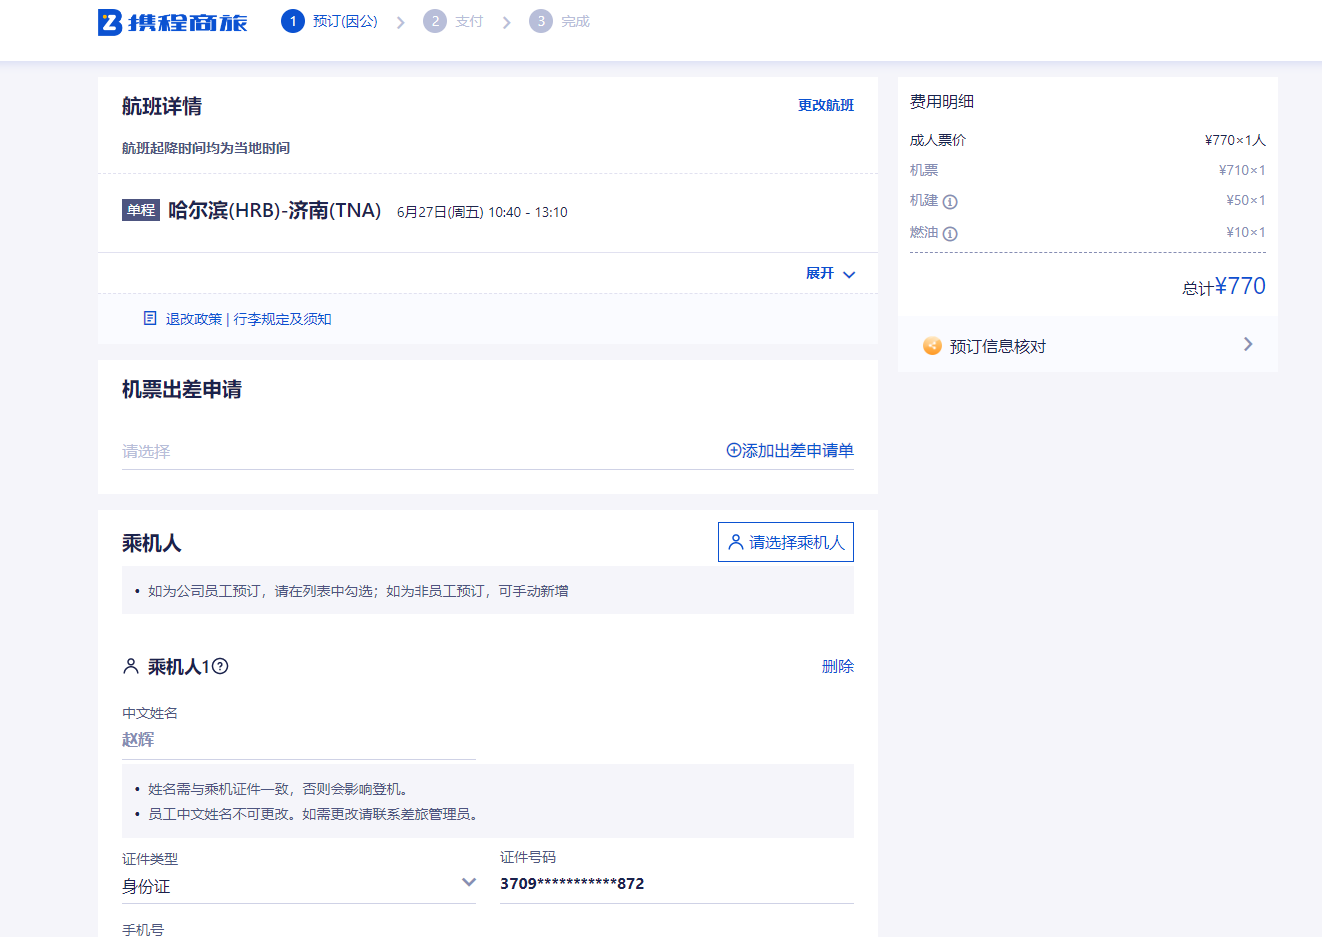 携程商旅 1 预订(因公) 2 支付 3 完成
航班详情 更改航班
航班起降时间均为当地时间
单程 哈尔滨(HRB)-济南(TNA) 6月27日(周五) 10:40 - 13:10
展开
退改政策 | 行李规定及须知
机票出差申请
请选择 添加出差申请单
乘机人 请选择乘机人
• 如为公司员工预订，请在列表中勾选；如为非员工预订，可手动新增
乘机人1 删除
中文姓名
赵辉
• 姓名需与乘机证件一致，否则会影响登机。
• 员工中文姓名不可更改。如需更改请联系差旅管理员。
证件类型 证件号码
身份证 3709***********872
手机号
费用明细
成人票价 ¥770×1人
机票 ¥710×1
机建 ¥50×1
燃油 ¥10×1
总计¥770
预订信息核对